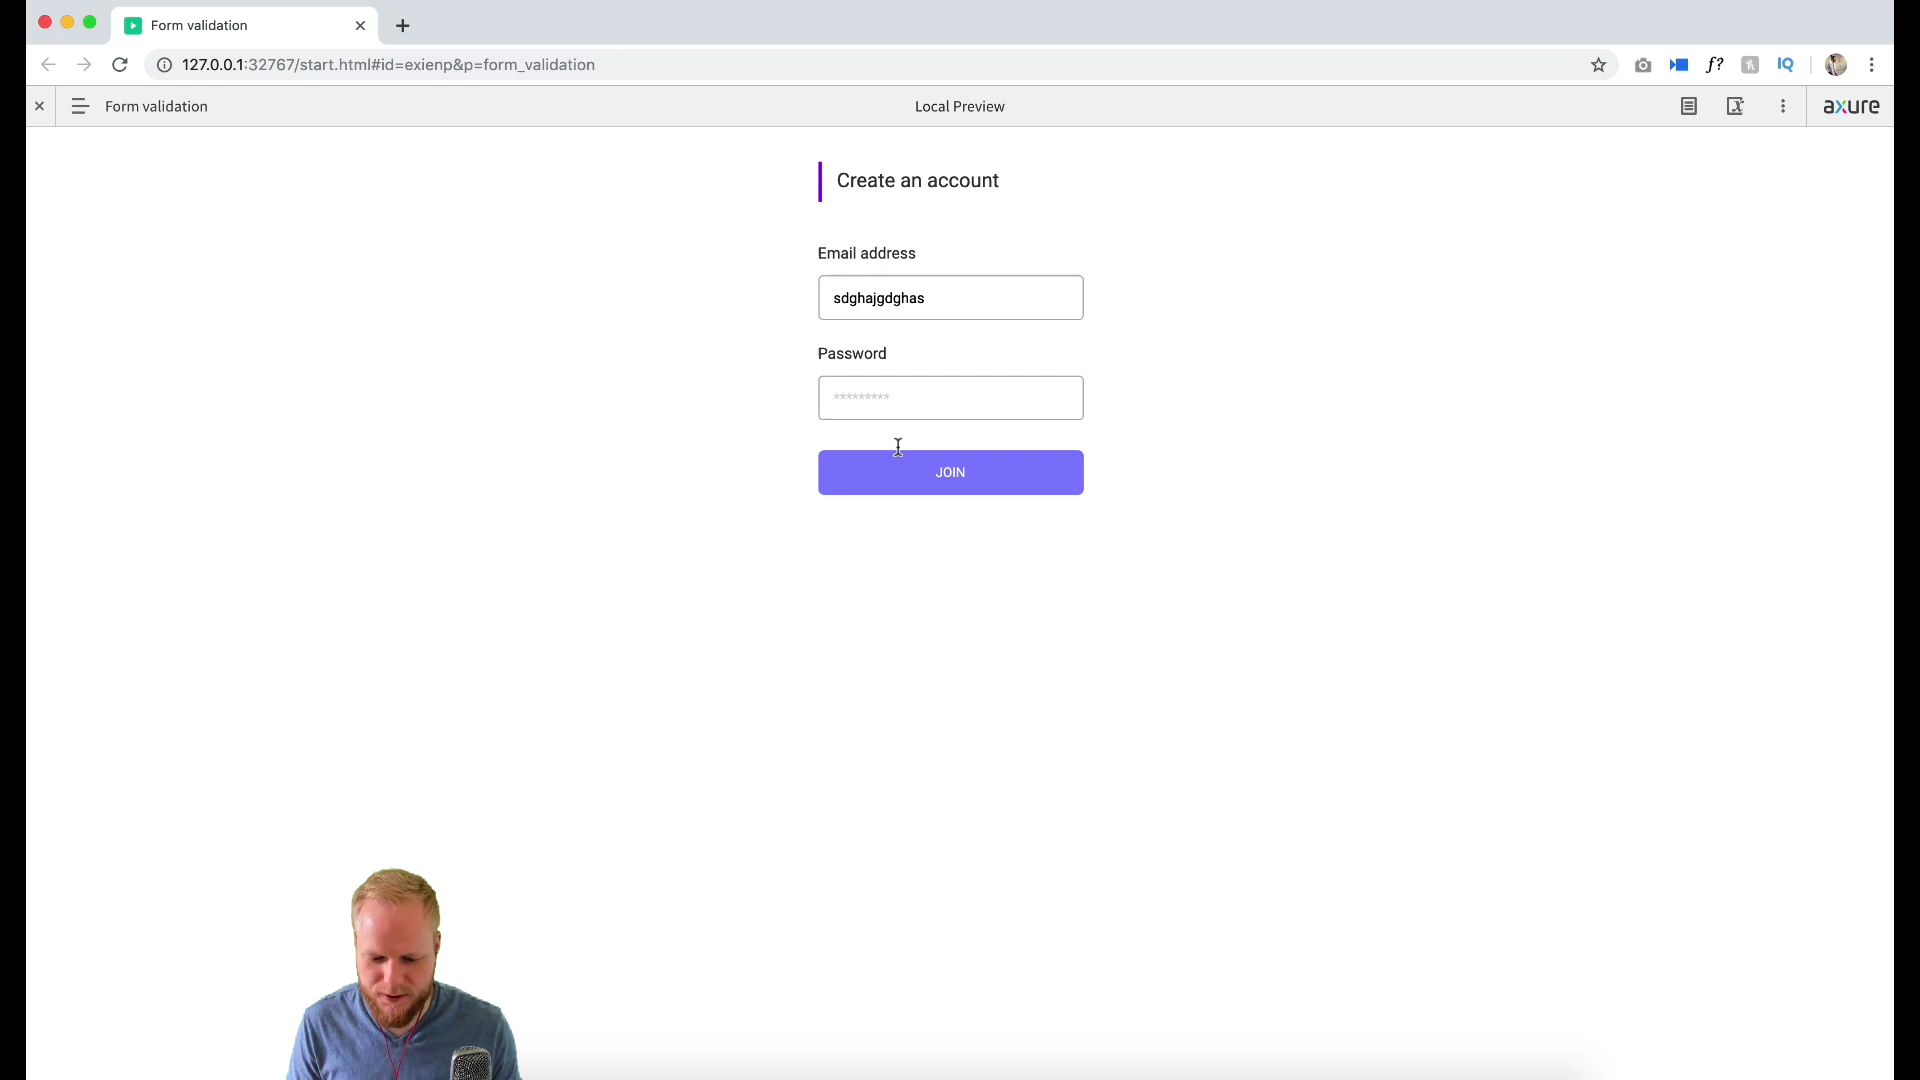 Form validation
127.0.0.1:32767/start.html#id=exienp&p=form_validation
f?
IQ
Form validation
Local Preview
axure
Create an account
Email address
sdghajgdghas
Password
*********
JOIN